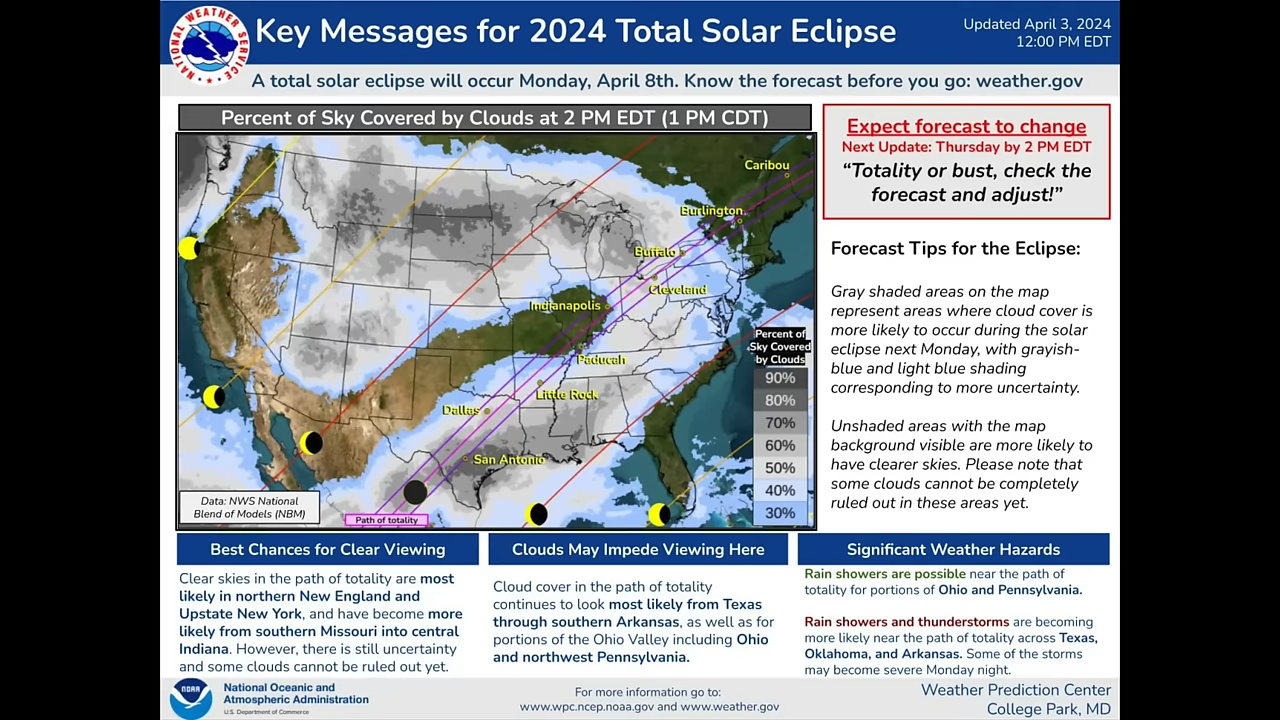 NATIONAL WEATHER SERVICE
Key Messages for 2024 Total Solar Eclipse
Updated April 3, 2024
12:00 PM EDT
A total solar eclipse will occur Monday, April 8th. Know the forecast before you go: weather.gov
Percent of Sky Covered by Clouds at 2 PM EDT (1 PM CDT)
Caribou
Burlington
Buffalo
Cleveland
Indianapolis
Paducah
Little Rock
Dallas
San Antonio
Percent of
Sky Covered
by Clouds
90%
80%
70%
60%
50%
40%
30%
Data: NWS National
Blend of Models (NBM)
Path of totality
Expect forecast to change
Next Update: Thursday by 2 PM EDT
“Totality or bust, check the
forecast and adjust!”
Forecast Tips for the Eclipse:
Gray shaded areas on the map
represent areas where cloud cover is
more likely to occur during the solar
eclipse next Monday, with grayish-
blue and light blue shading
corresponding to more uncertainty.
Unshaded areas with the map
background visible are more likely to
have clearer skies. Please note that
some clouds cannot be completely
ruled out in these areas yet.
Best Chances for Clear Viewing
Clear skies in the path of totality are most
likely in northern New England and
Upstate New York, and have become more
likely from southern Missouri into central
Indiana. However, there is still uncertainty
and some clouds cannot be ruled out yet.
Clouds May Impede Viewing Here
Cloud cover in the path of totality
continues to look most likely from Texas
through southern Arkansas, as well as for
portions of the Ohio Valley including Ohio
and northwest Pennsylvania.
Significant Weather Hazards
Rain showers are possible near the path of
totality for portions of Ohio and Pennsylvania.
Rain showers and thunderstorms are becoming
more likely near the path of totality across Texas,
Oklahoma, and Arkansas. Some of the storms
may become severe Monday night.
NOAA
National Oceanic and
Atmospheric Administration
U.S. Department of Commerce
For more information go to:
www.wpc.ncep.noaa.gov and www.weather.gov
Weather Prediction Center
College Park, MD